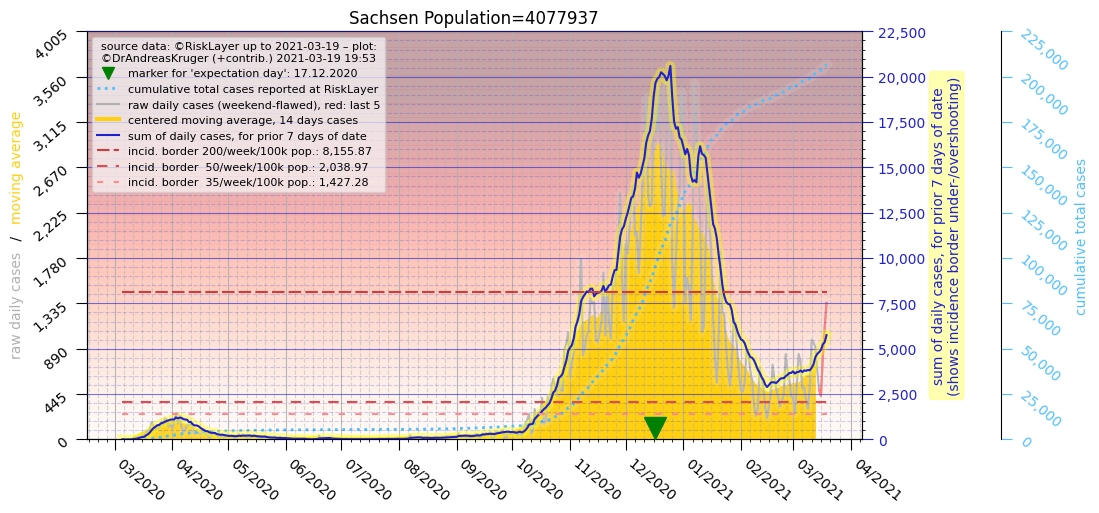 Sachsen Population=4077937
source data: ©RiskLayer up to 2021-03-19 – plot:
©DrAndreasKruger (+contrib.) 2021-03-19 19:53
marker for 'expectation day': 17.12.2020
cumulative total cases reported at RiskLayer
raw daily cases (weekend-flawed), red: last 5
centered moving average, 14 days cases
sum of daily cases, for prior 7 days of date
incid. border 200/week/100k pop.: 8,155.87
incid. border  50/week/100k pop.: 2,038.97
incid. border  35/week/100k pop.: 1,427.28
raw daily cases / moving average
4,005
3,560
3,115
2,670
2,225
1,780
1,335
890
445
0
03/2020
04/2020
05/2020
06/2020
07/2020
08/2020
09/2020
10/2020
11/2020
12/2020
01/2021
02/2021
03/2021
04/2021
22,500
20,000
17,500
15,000
12,500
10,000
7,500
5,000
2,500
0
sum of daily cases, for prior 7 days of date
(shows incidence border under-/overshooting)
225,000
200,000
175,000
150,000
125,000
100,000
75,000
50,000
25,000
0
cumulative total cases